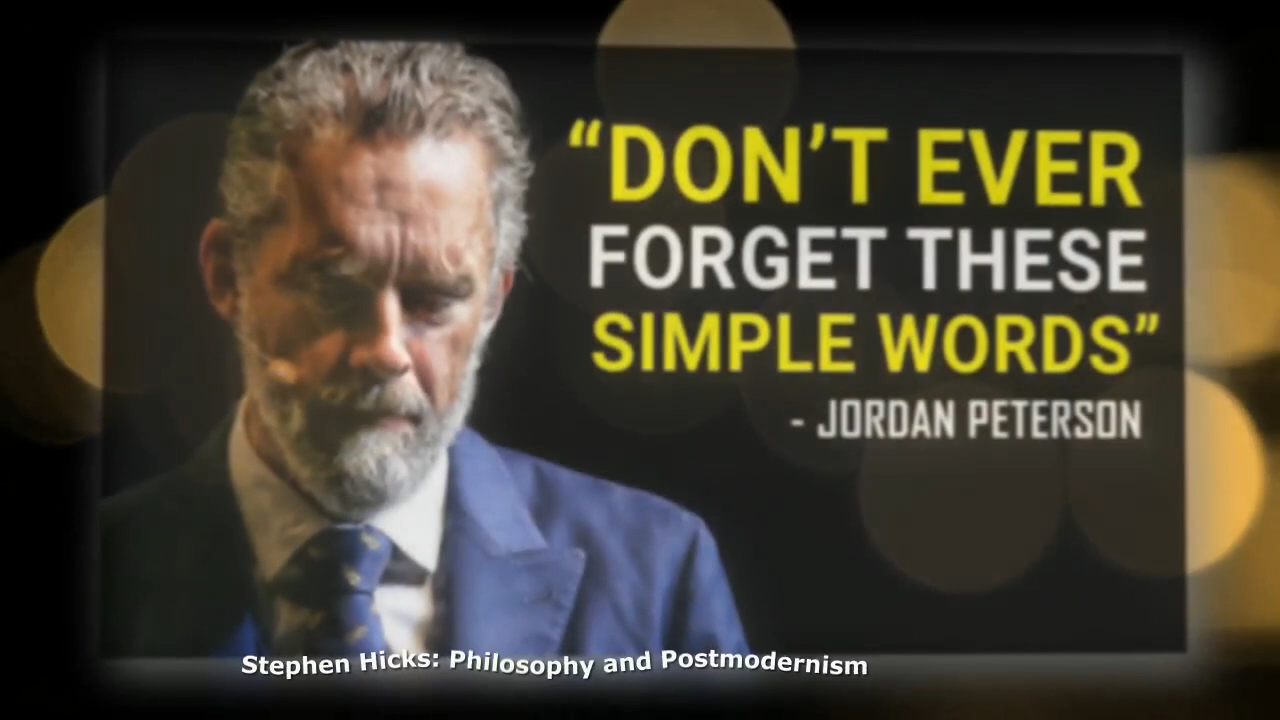 “DON’T EVER
FORGET THESE
SIMPLE WORDS”
- JORDAN PETERSON
Stephen Hicks: Philosophy and Postmodernism